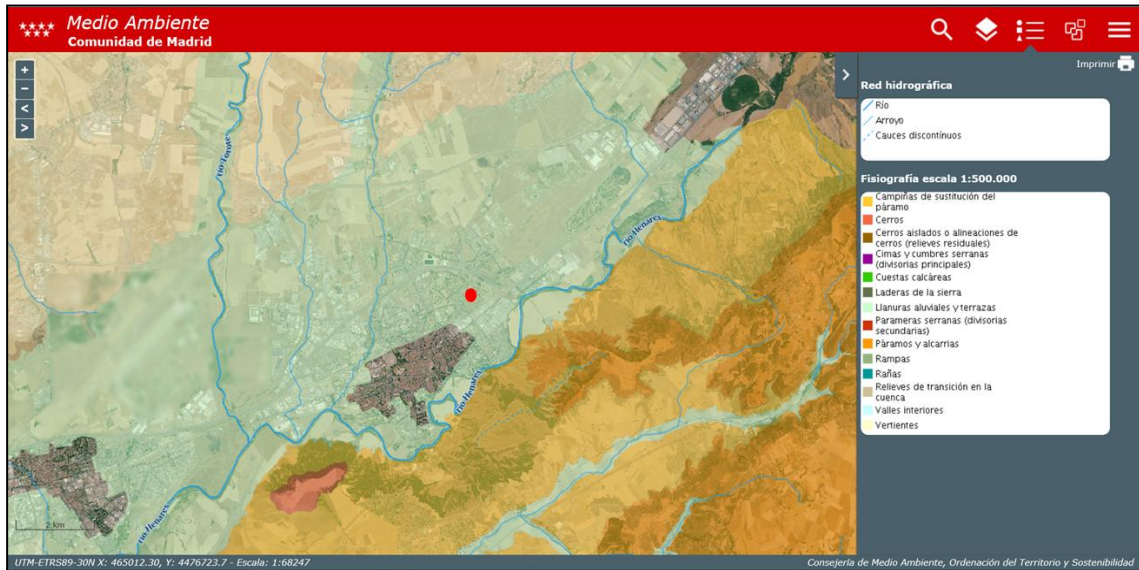 Medio Ambiente
Comunidad de Madrid
Imprimir
+
-
<
>
>
Red hidrográfica
Río
Arroyo
Cauces discontínuos
Fisiografía escala 1:500.000
Campiñas de sustitución del
páramo
Cerros
Cerros aislados o alineaciones de
cerros (relieves residuales)
Cimas y cumbres serranas
(divisorias principales)
Cuestas calcáreas
Laderas de la sierra
Llanuras aluviales y terrazas
Parameras serranas (divisorias
secundarias)
Páramos y alcarrias
Rampas
Rañas
Relieves de transición en la
cuenca
Valles interiores
Vertientes
río Torote
río Henares
río Henares
río Henares
2 km
UTM-ETRS89-30N X: 465012.30, Y: 4476723.7 - Escala: 1:68247
Consejería de Medio Ambiente, Ordenación del Territorio y Sostenibilidad